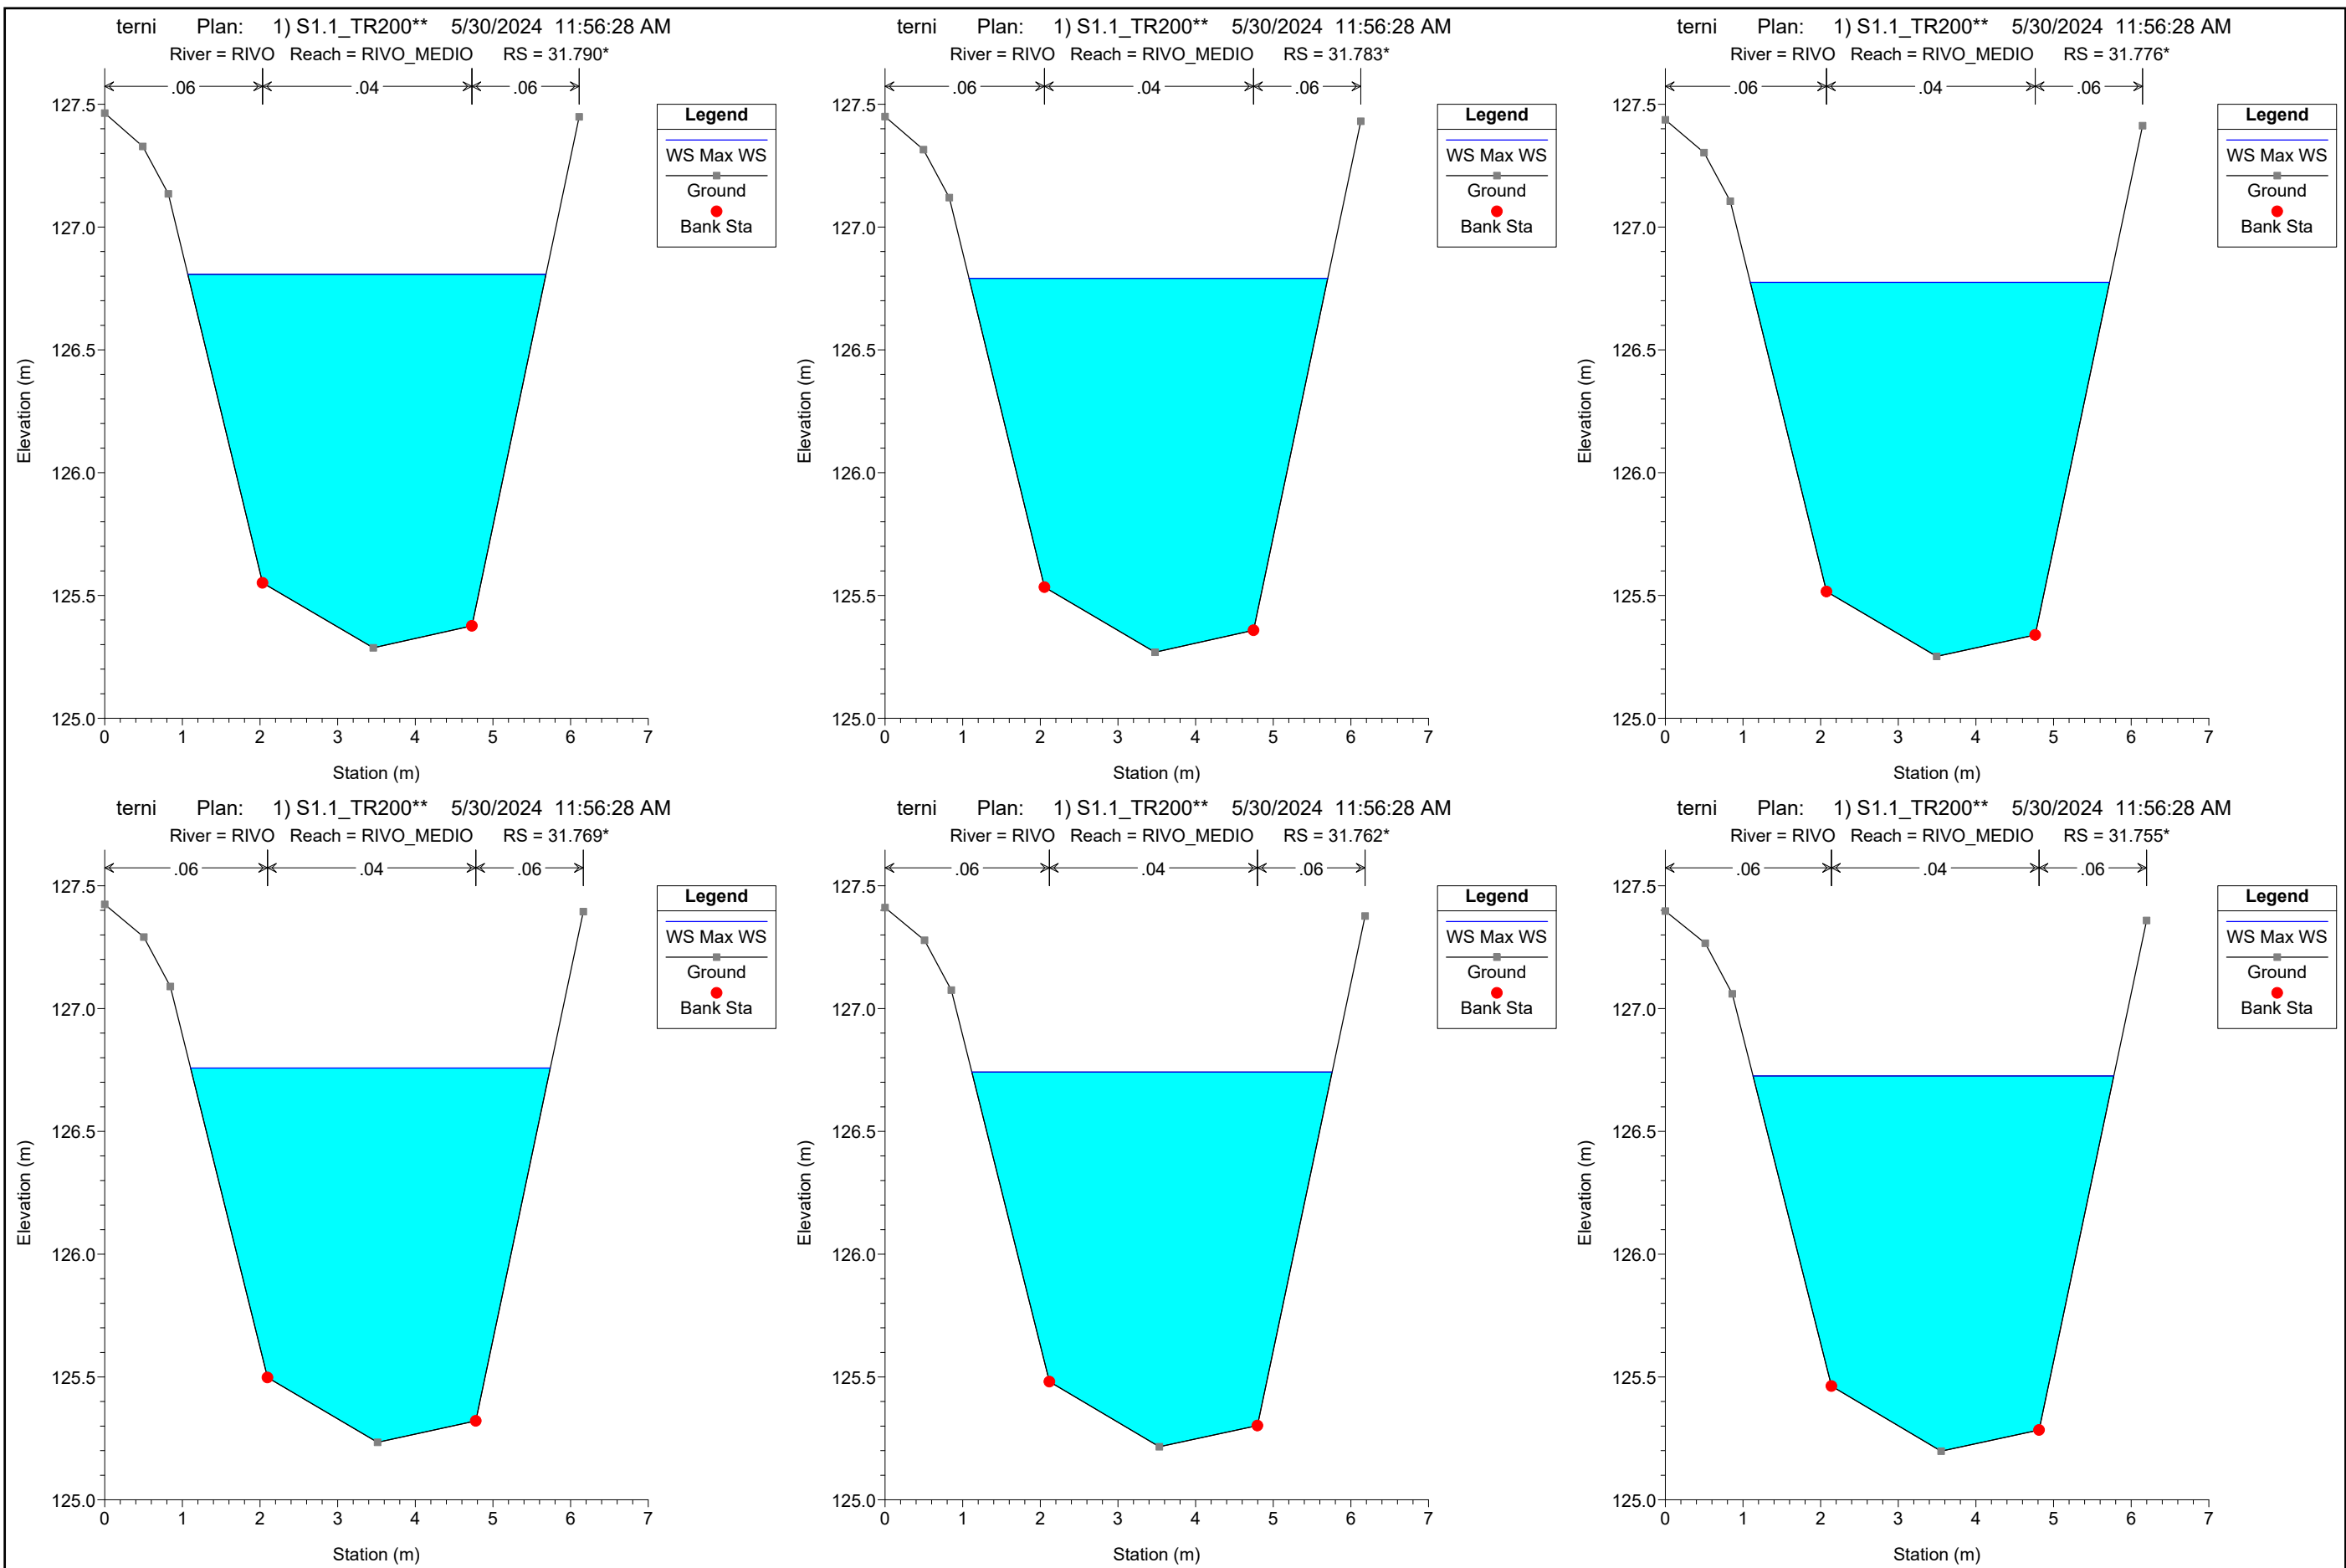 terni Plan: 1) S1.1_TR200** 5/30/2024 11:56:28 AM
River = RIVO Reach = RIVO_MEDIO RS = 31.790*
.06 .04 .06
127.5
127.0
126.5
126.0
125.5
125.0
0 1 2 3 4 5 6 7
Station (m)
Elevation (m)
Legend
WS Max WS
Ground
Bank Sta
terni Plan: 1) S1.1_TR200** 5/30/2024 11:56:28 AM
River = RIVO Reach = RIVO_MEDIO RS = 31.783*
.06 .04 .06
127.5
127.0
126.5
126.0
125.5
125.0
0 1 2 3 4 5 6 7
Station (m)
Elevation (m)
Legend
WS Max WS
Ground
Bank Sta
terni Plan: 1) S1.1_TR200** 5/30/2024 11:56:28 AM
River = RIVO Reach = RIVO_MEDIO RS = 31.776*
.06 .04 .06
127.5
127.0
126.5
126.0
125.5
125.0
0 1 2 3 4 5 6 7
Station (m)
Elevation (m)
Legend
WS Max WS
Ground
Bank Sta
terni Plan: 1) S1.1_TR200** 5/30/2024 11:56:28 AM
River = RIVO Reach = RIVO_MEDIO RS = 31.769*
.06 .04 .06
127.5
127.0
126.5
126.0
125.5
125.0
0 1 2 3 4 5 6 7
Station (m)
Elevation (m)
Legend
WS Max WS
Ground
Bank Sta
terni Plan: 1) S1.1_TR200** 5/30/2024 11:56:28 AM
River = RIVO Reach = RIVO_MEDIO RS = 31.762*
.06 .04 .06
127.5
127.0
126.5
126.0
125.5
125.0
0 1 2 3 4 5 6 7
Station (m)
Elevation (m)
Legend
WS Max WS
Ground
Bank Sta
terni Plan: 1) S1.1_TR200** 5/30/2024 11:56:28 AM
River = RIVO Reach = RIVO_MEDIO RS = 31.755*
.06 .04 .06
127.5
127.0
126.5
126.0
125.5
125.0
0 1 2 3 4 5 6 7
Station (m)
Elevation (m)
Legend
WS Max WS
Ground
Bank Sta